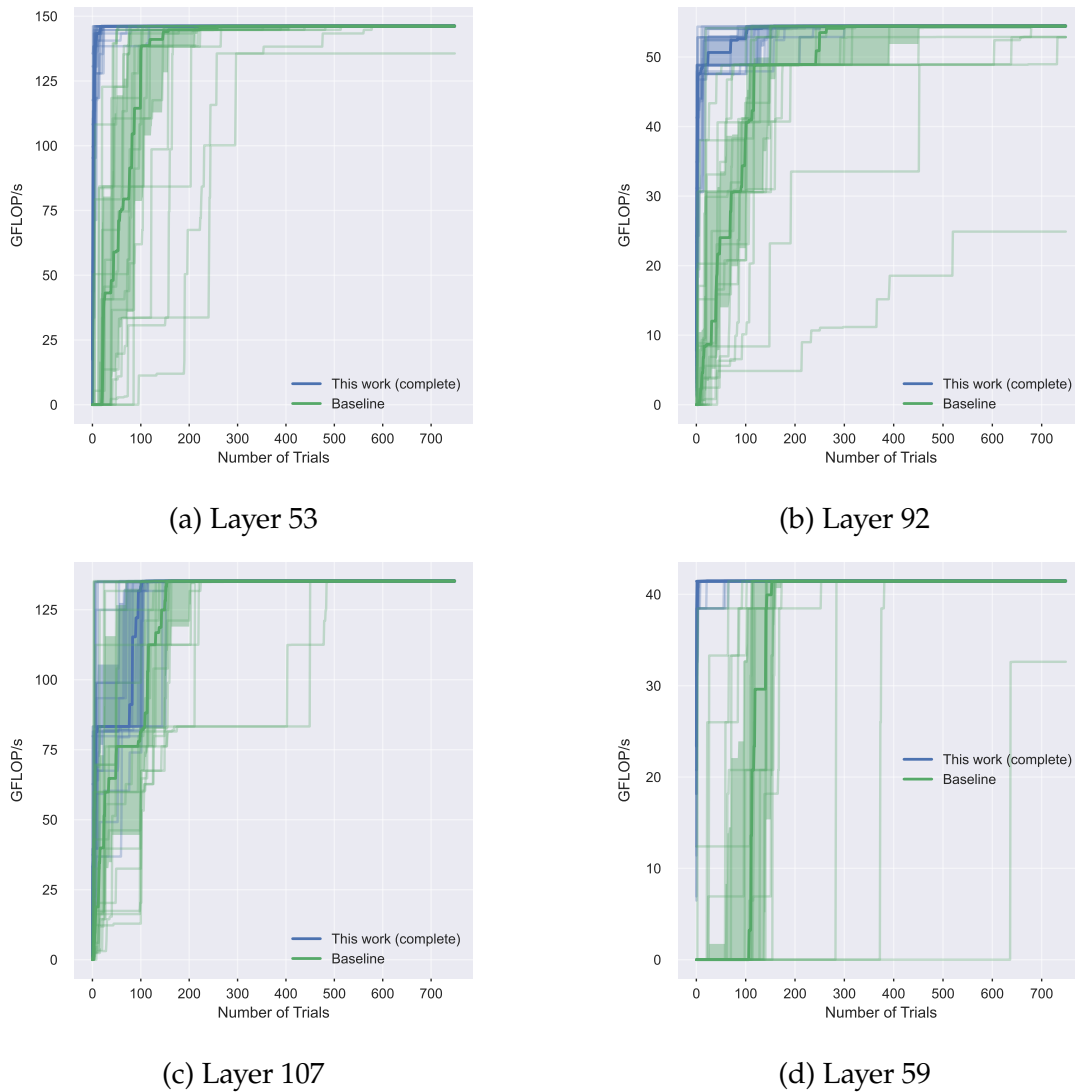 150
125
100
75
50
25
0
GFLOP/s
0 100 200 300 400 500 600 700
Number of Trials
This work (complete)
Baseline
(a) Layer 53
50
40
30
20
10
0
GFLOP/s
0 100 200 300 400 500 600 700
Number of Trials
This work (complete)
Baseline
(b) Layer 92
125
100
75
50
25
0
GFLOP/s
0 100 200 300 400 500 600 700
Number of Trials
This work (complete)
Baseline
(c) Layer 107
40
30
20
10
0
GFLOP/s
0 100 200 300 400 500 600 700
Number of Trials
This work (complete)
Baseline
(d) Layer 59